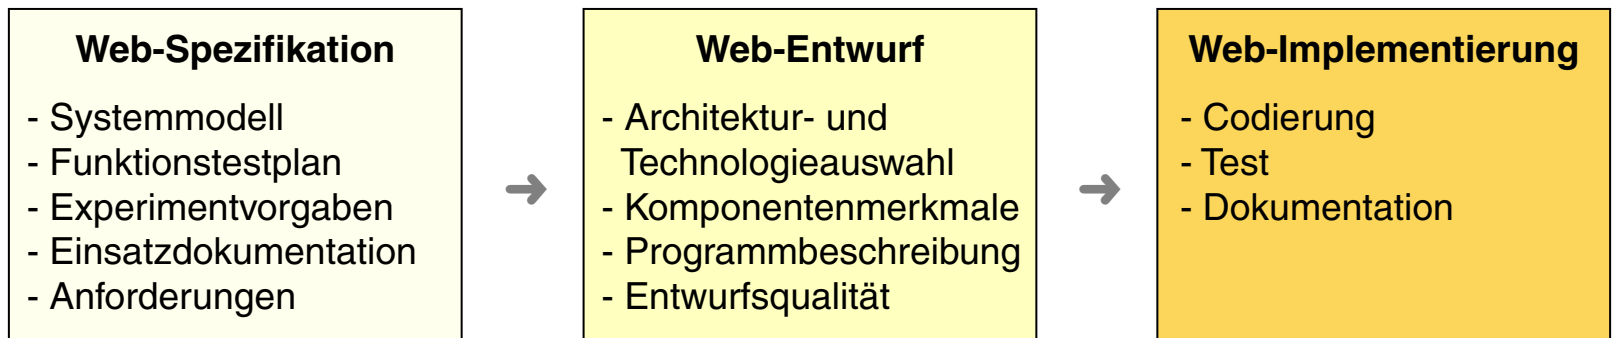 Web-Spezifikation
- Systemmodell
- Funktionstestplan
- Experimentvorgaben
- Einsatzdokumentation
- Anforderungen
Web-Entwurf
- Architektur- und
Technologieauswahl
- Komponentenmerkmale
- Programmbeschreibung
- Entwurfsqualität
Web-Implementierung
- Codierung
- Test
- Dokumentation